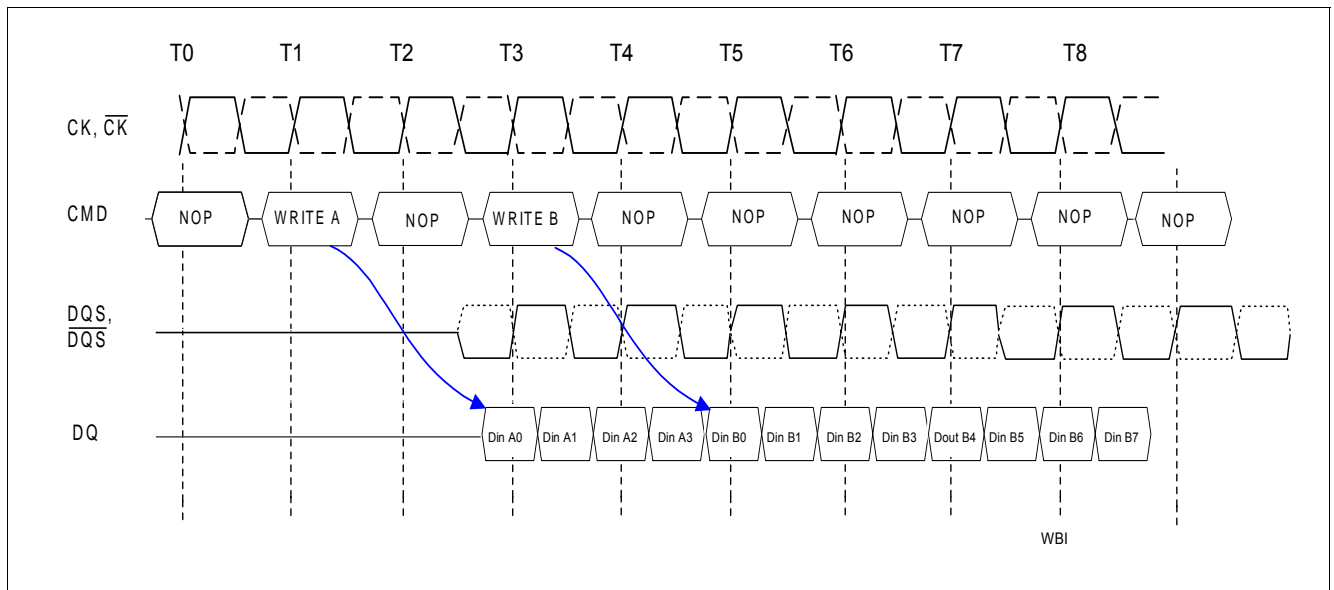 T0 T1 T2 T3 T4 T5 T6 T7 T8
CK, C̅K̅
CMD NOP WRITE A NOP WRITE B NOP NOP NOP NOP NOP NOP
DQS,
D̅Q̅S̅
DQ Din A0 Din A1 Din A2 Din A3 Din B0 Din B1 Din B2 Din B3 Dout B4 Din B5 Din B6 Din B7
WBI